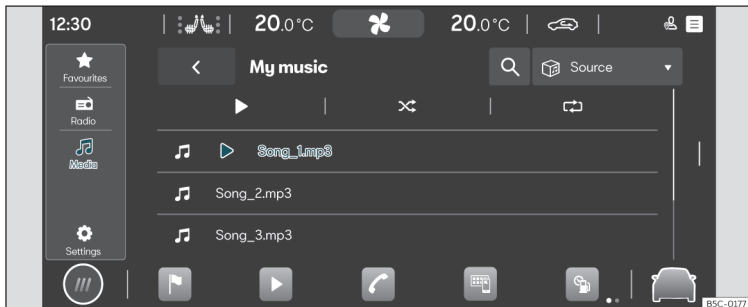 12:30
20.0°C
20.0°C
Favourites
My music
Source
Radio
Media
Song_1.mp3
Song_2.mp3
Song_3.mp3
Settings
B5C-0177